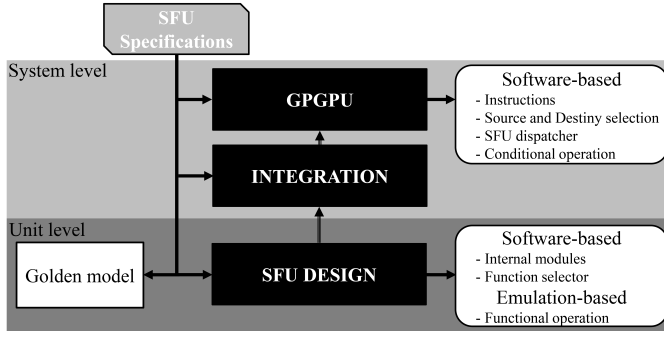 SFU
Specifications
System level
GPGPU
Software-based
- Instructions
- Source and Destiny selection
- SFU dispatcher
- Conditional operation
INTEGRATION
Unit level
Golden model
SFU DESIGN
Software-based
- Internal modules
- Function selector
Emulation-based
- Functional operation